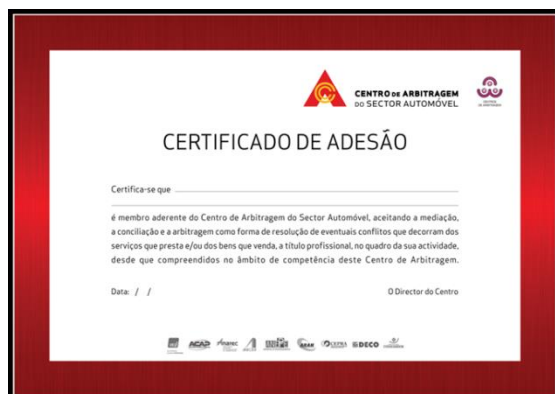 CENTRO DE ARBITRAGEM
DO SECTOR AUTOMÓVEL
CERTIFICADO DE ADESÃO
Certifica-se que
é membro aderente do Centro de Arbitragem do Sector Automóvel, aceitando a mediação,
a conciliação e a arbitragem como forma de resolução de eventuais conflitos que decorram dos
serviços que presta e/ou dos bens que venda, a título profissional, no quadro da sua actividade,
desde que compreendidos no âmbito de competência deste Centro de Arbitragem.
Data: / / O Director do Centro
ACAP ARAN CEPRA DECO